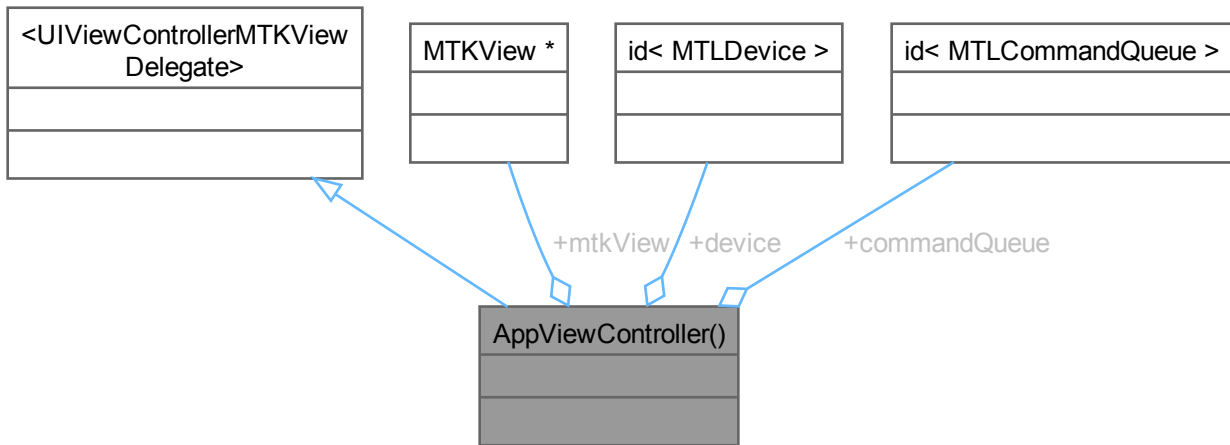 <UIViewControllerMTKView
Delegate>
MTKView *
id< MTLDevice >
id< MTLCommandQueue >
+mtkView
+device
+commandQueue
AppViewController()